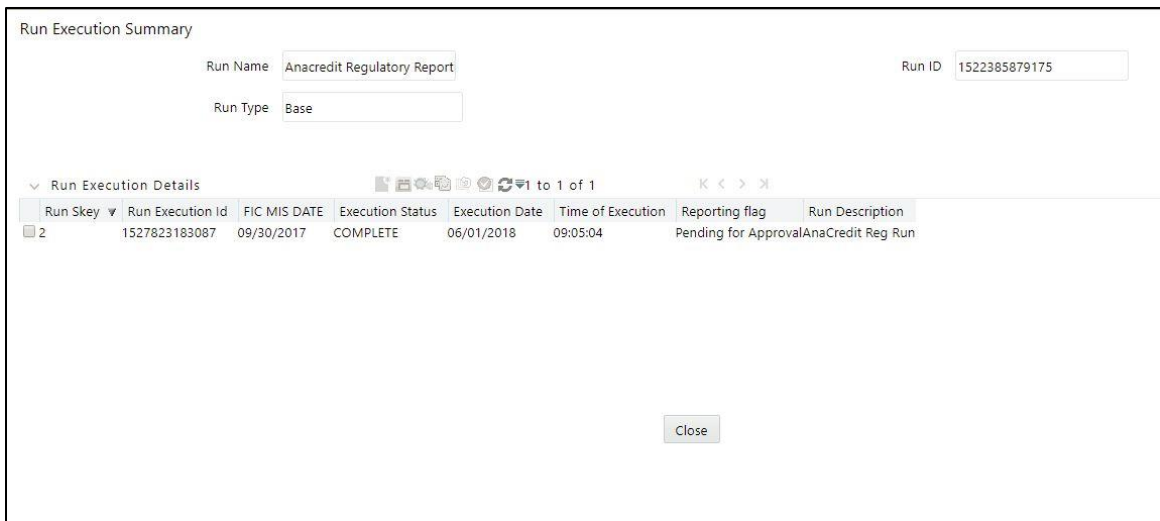 Run Execution Summary
Run Name Anacredit Regulatory Report
Run ID 1522385879175
Run Type Base
Run Execution Details 1 to 1 of 1
Run Skey Run Execution Id FIC MIS DATE Execution Status Execution Date Time of Execution Reporting flag Run Description
2 1527823183087 09/30/2017 COMPLETE 06/01/2018 09:05:04 Pending for Approval AnaCredit Reg Run
Close